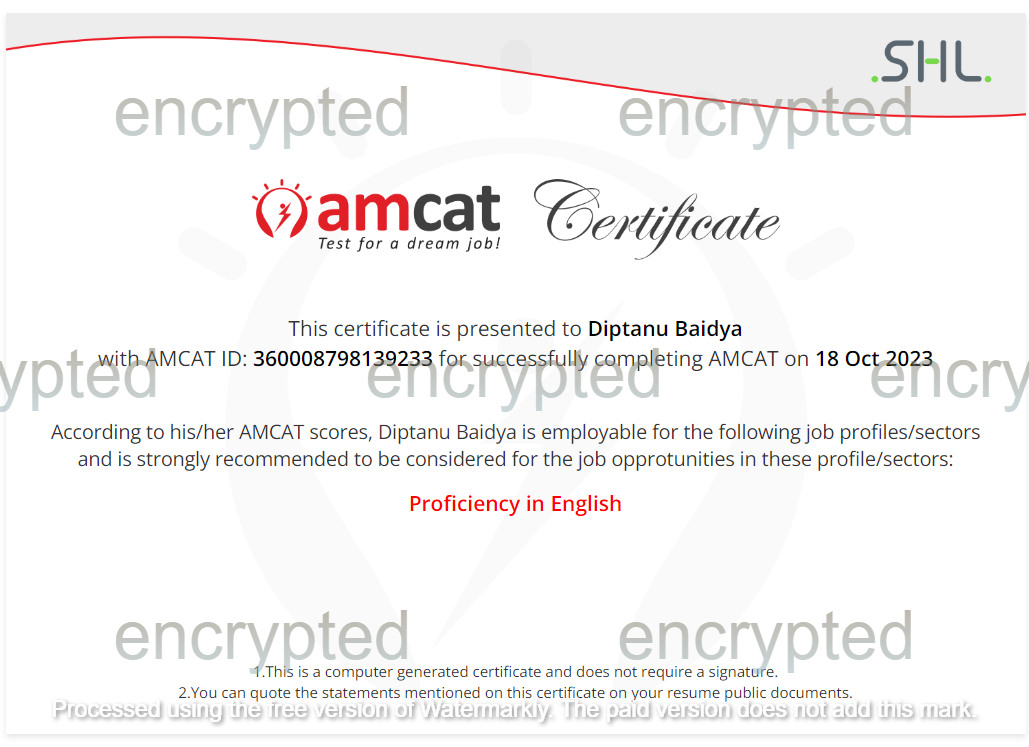 .SHL.
encrypted encrypted
amcat Certificate
Test for a dream job!
This certificate is presented to Diptanu Baidya
with AMCAT ID: 360008798139233 for successfully completing AMCAT on 18 Oct 2023
ypted encrypted encry
According to his/her AMCAT scores, Diptanu Baidya is employable for the following job profiles/sectors
and is strongly recommended to be considered for the job opprotunities in these profile/sectors:
Proficiency in English
encrypted encrypted
1.This is a computer generated certificate and does not require a signature.
2.You can quote the statements mentioned on this certificate on your resume public documents.
Processed using the free version of Watermarkly. The paid version does not add this mark.